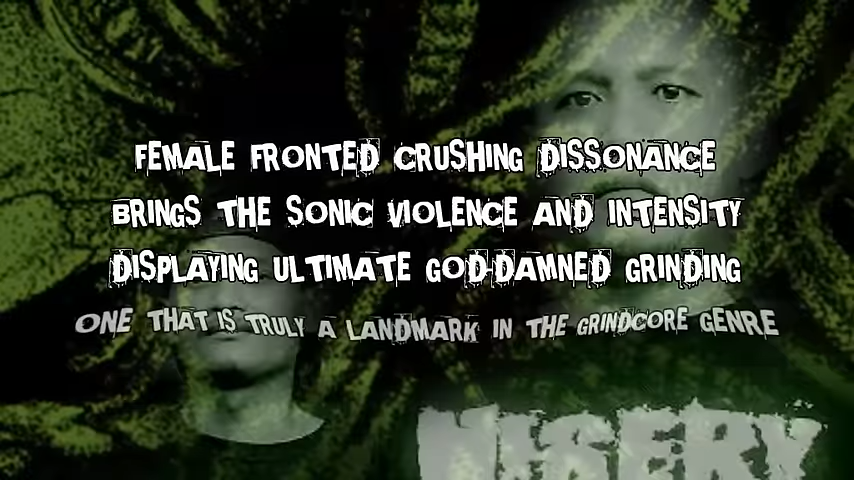 FEMALE FRONTED CRUSHING DISSONANCE
BRINGS THE SONIC VIOLENCE AND INTENSITY
DISPLAYING ULTIMATE GOD-DAMNED GRINDING
ONE THAT IS TRULY A LANDMARK IN THE GRINDCORE GENRE
MISERY